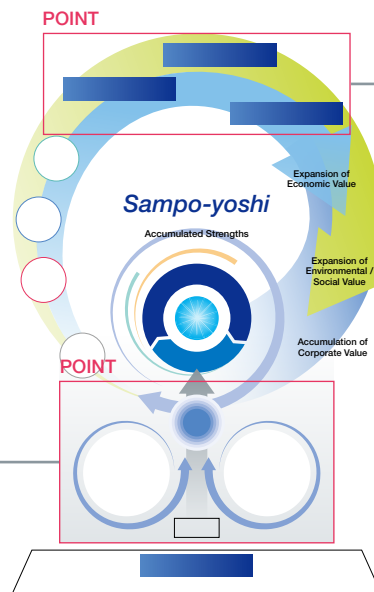 POINT
Expansion of
Economic Value
Sampo-yoshi
Accumulated Strengths
Expansion of
Environmental /
Social Value
Accumulation of
Corporate Value
POINT